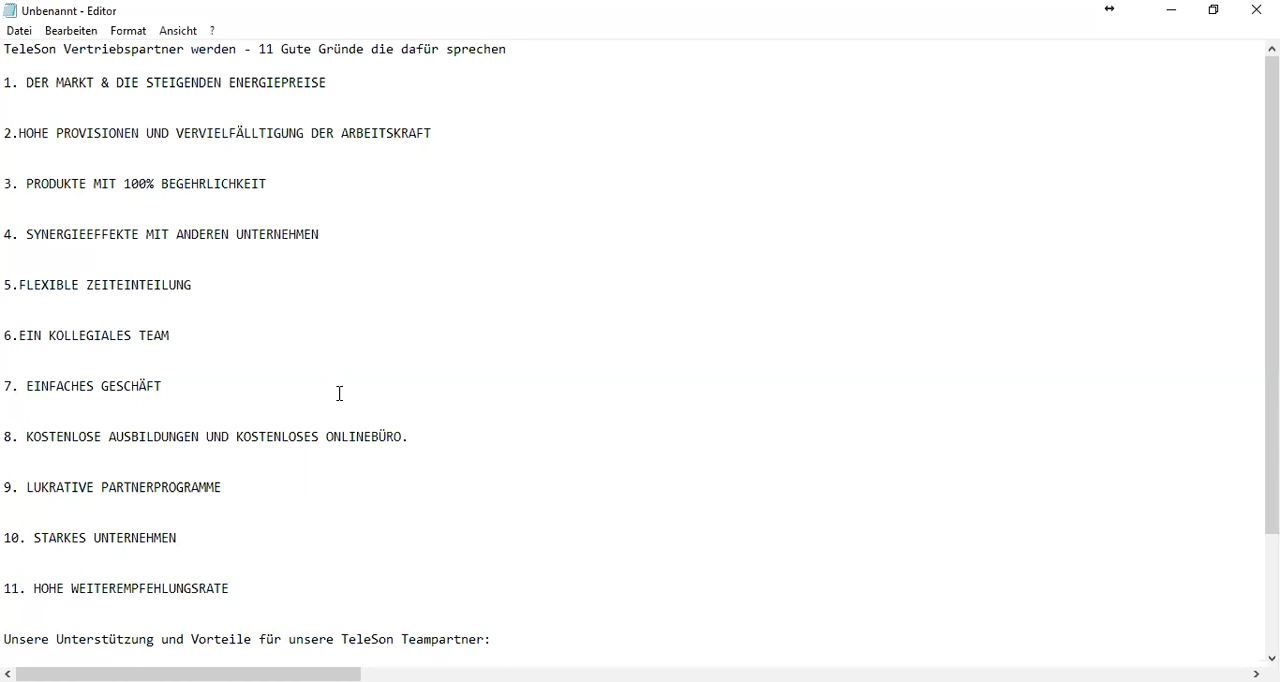 Unbenannt - Editor
Datei Bearbeiten Format Ansicht ?
TeleSon Vertriebspartner werden - 11 Gute Gründe die dafür sprechen
1. DER MARKT & DIE STEIGENDEN ENERGIEPREISE
2.HOHE PROVISIONEN UND VERVIELFÄLLTIGUNG DER ARBEITSKRAFT
3. PRODUKTE MIT 100% BEGEHRLICHKEIT
4. SYNERGIEEFFEKTE MIT ANDEREN UNTERNEHMEN
5.FLEXIBLE ZEITEINTEILUNG
6.EIN KOLLEGIALES TEAM
7. EINFACHES GESCHÄFT
8. KOSTENLOSE AUSBILDUNGEN UND KOSTENLOSES ONLINEBÜRO.
9. LUKRATIVE PARTNERPROGRAMME
10. STARKES UNTERNEHMEN
11. HOHE WEITEREMPFEHLUNGSRATE
Unsere Unterstützung und Vorteile für unsere TeleSon Teampartner: